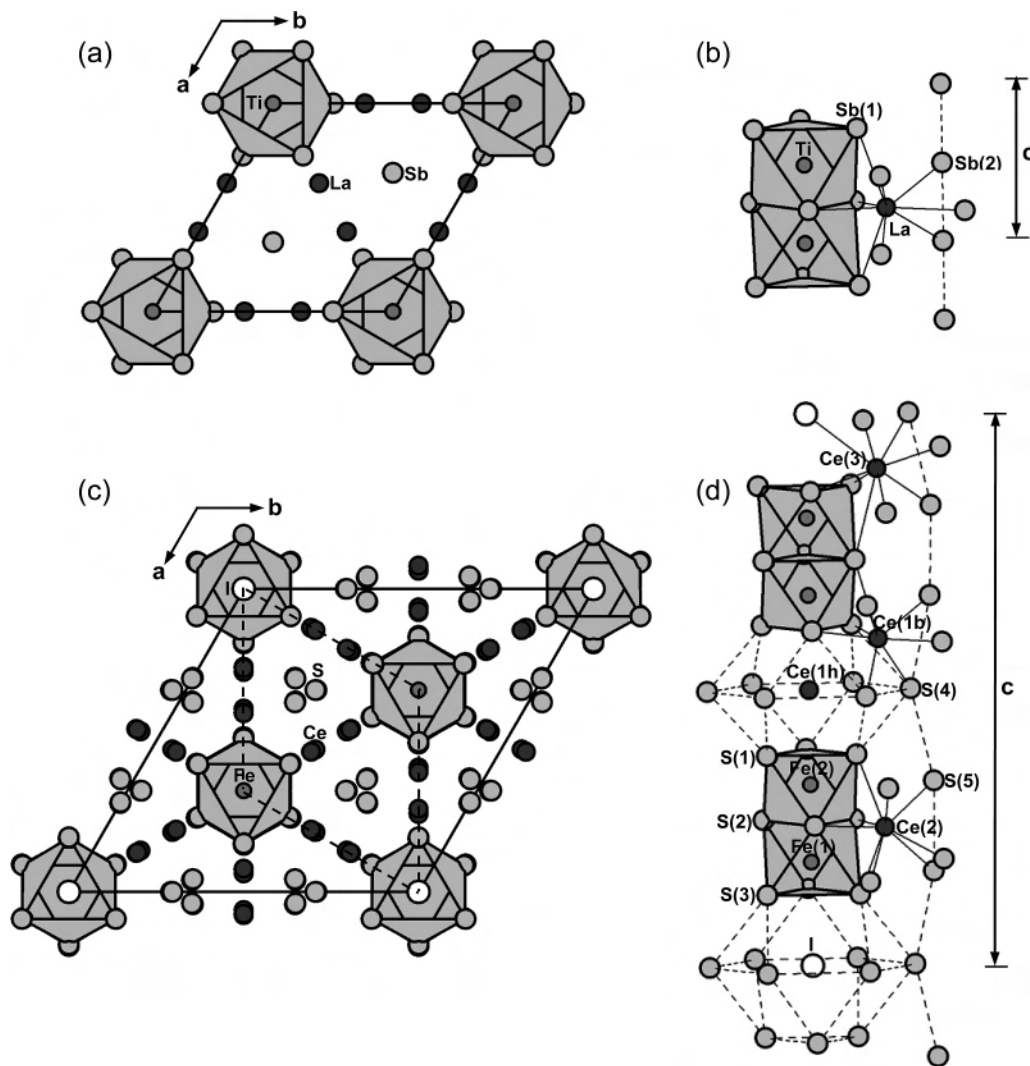 (a)
b
a
Ti
La
Sb
(b)
Sb(1)
Ti
Sb(2)
La
c
(c)
b
a
I
S
Ce
Fe
(d)
Ce(3)
Ce(1b)
Ce(1h)
S(4)
c
S(1)
Fe(2)
S(5)
S(2)
Ce(2)
Fe(1)
S(3)
I